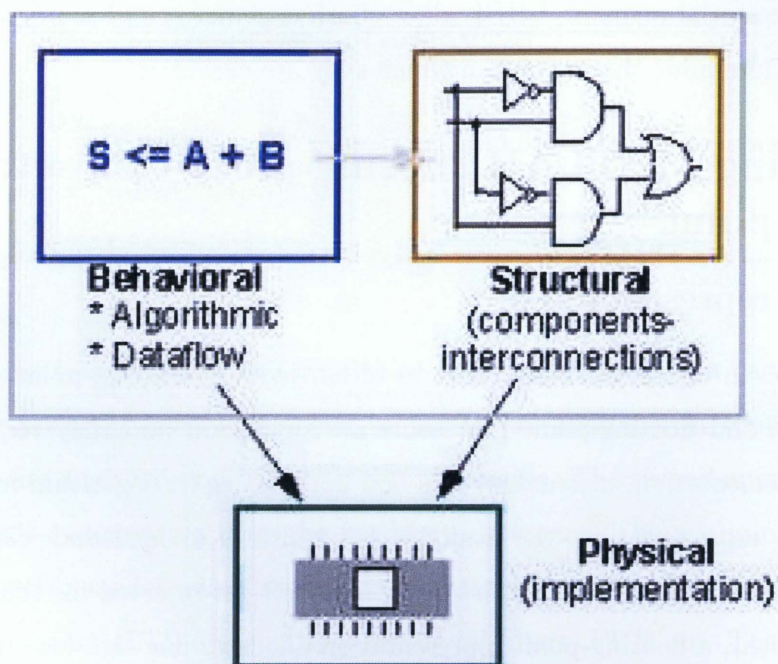 S <= A + B
Behavioral
* Algorithmic
* Dataflow
Structural
(components-
interconnections)
Physical
(implementation)